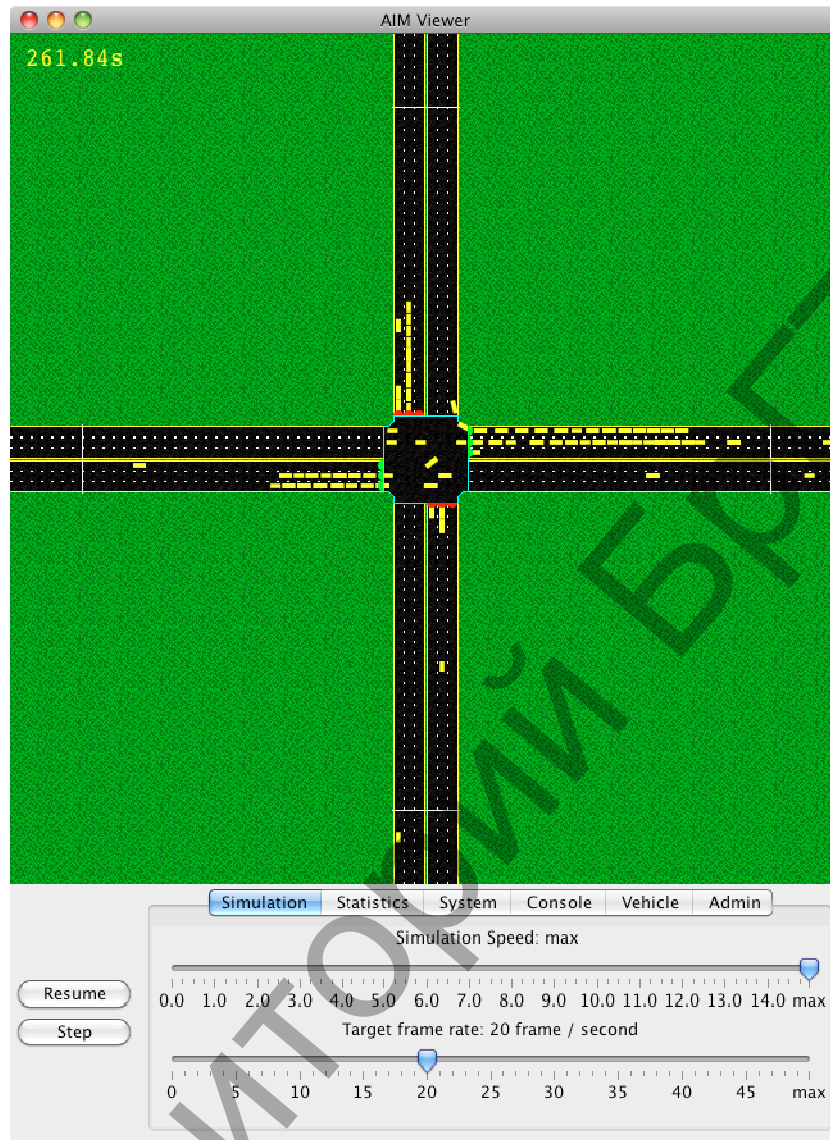 AIM Viewer
261.84s
Simulation Statistics System Console Vehicle Admin
Simulation Speed: max
Resume
0.0 1.0 2.0 3.0 4.0 5.0 6.0 7.0 8.0 9.0 10.0 11.0 12.0 13.0 14.0 max
Step
Target frame rate: 20 frame / second
0 5 10 15 20 25 30 35 40 45 max
иторий БрГТ